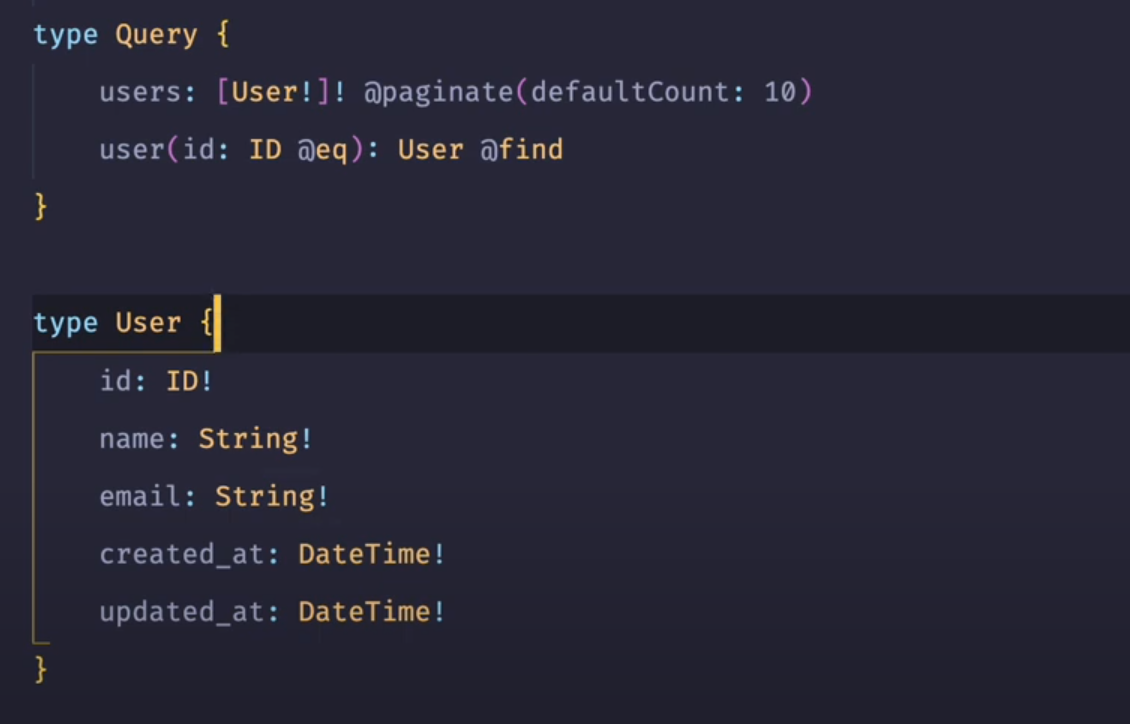 type Query {
users: [User!]! @paginate(defaultCount: 10)
user(id: ID @eq): User @find
}
type User {
id: ID!
name: String!
email: String!
created_at: DateTime!
updated_at: DateTime!
}